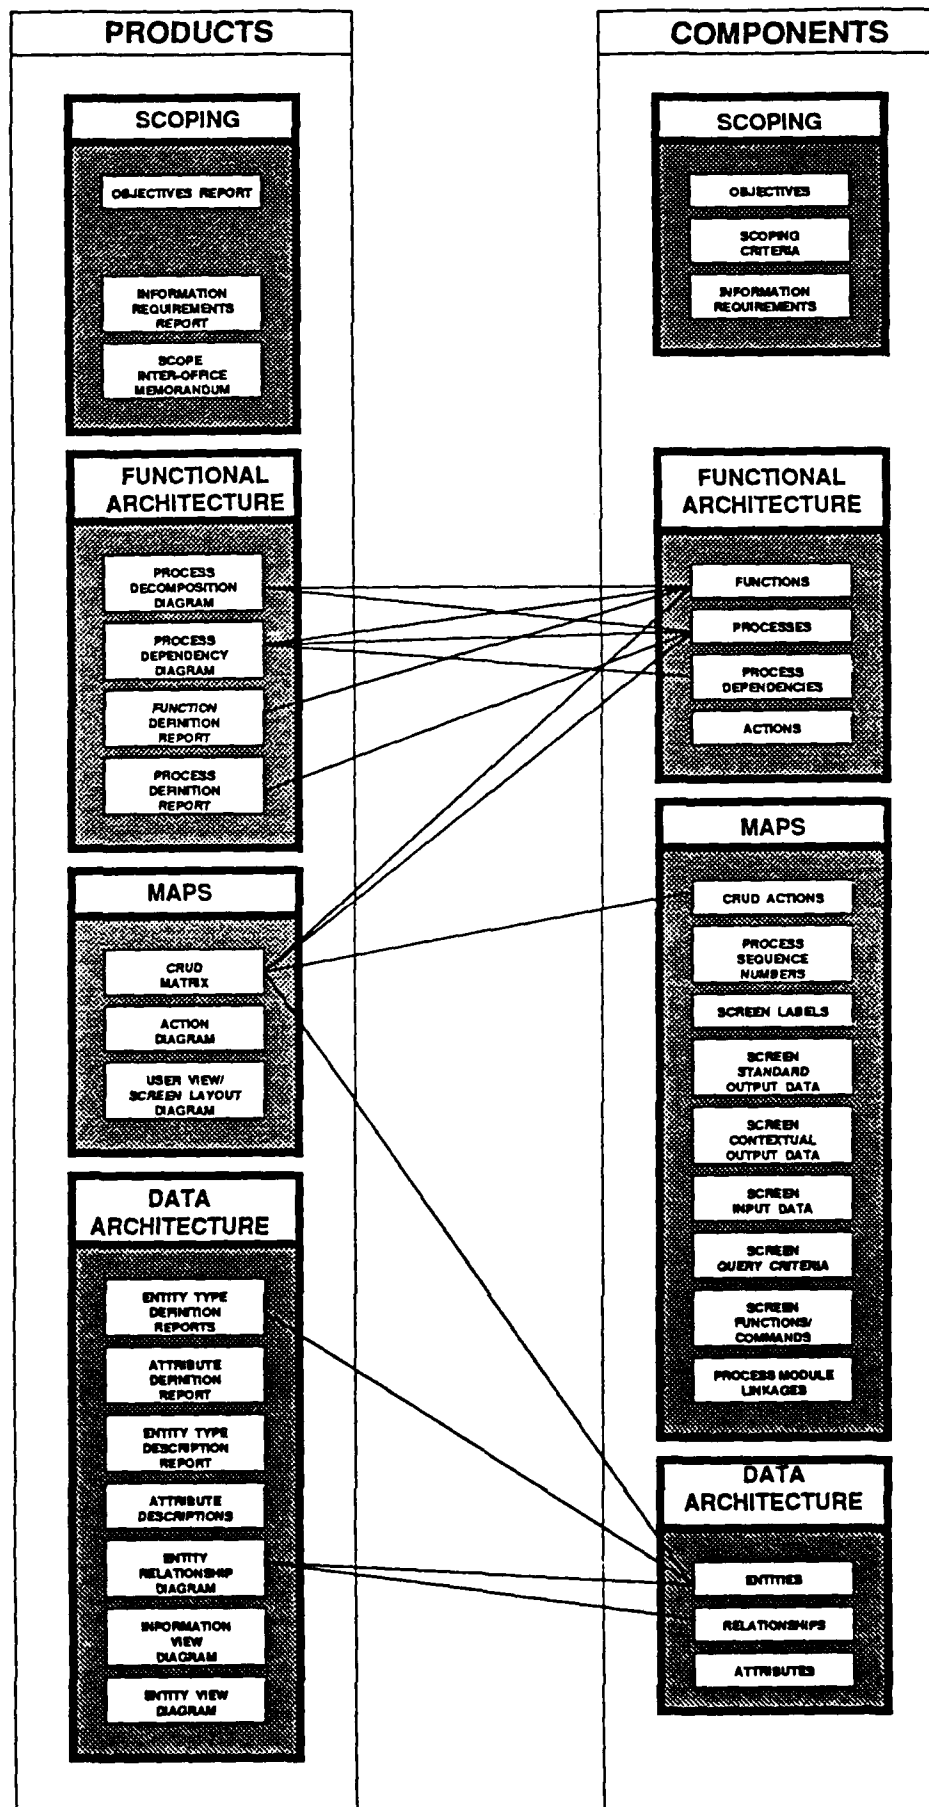 PRODUCTS
SCOPING
OBJECTIVES REPORT
INFORMATION
REQUIREMENTS
REPORT
SCOPE
INTER-OFFICE
MEMORANDUM
FUNCTIONAL
ARCHITECTURE
PROCESS
DECOMPOSITION
DIAGRAM
PROCESS
DEPENDENCY
DIAGRAM
FUNCTION
DEFINITION
REPORT
PROCESS
DEFINITION
REPORT
MAPS
CRUD
MATRIX
ACTION
DIAGRAM
USER VIEW/
SCREEN LAYOUT
DIAGRAM
DATA
ARCHITECTURE
ENTITY TYPE
DEFINITION
REPORTS
ATTRIBUTE
DEFINITION
REPORT
ENTITY TYPE
DESCRIPTION
REPORT
ATTRIBUTE
DESCRIPTIONS
ENTITY
RELATIONSHIP
DIAGRAM
INFORMATION
VIEW
DIAGRAM
ENTITY VIEW
DIAGRAM
COMPONENTS
SCOPING
OBJECTIVES
SCOPING
CRITERIA
INFORMATION
REQUIREMENTS
FUNCTIONAL
ARCHITECTURE
FUNCTIONS
PROCESSES
PROCESS
DEPENDENCIES
ACTIONS
MAPS
CRUD ACTIONS
PROCESS
SEQUENCE
NUMBERS
SCREEN LABELS
SCREEN
STANDARD
OUTPUT DATA
SCREEN
CONTEXTUAL
OUTPUT DATA
SCREEN
INPUT DATA
SCREEN
QUERY CRITERIA
SCREEN
FUNCTIONS/
COMMANDS
PROCESS MODULE
LINKAGES
DATA
ARCHITECTURE
ENTITIES
RELATIONSHIPS
ATTRIBUTES